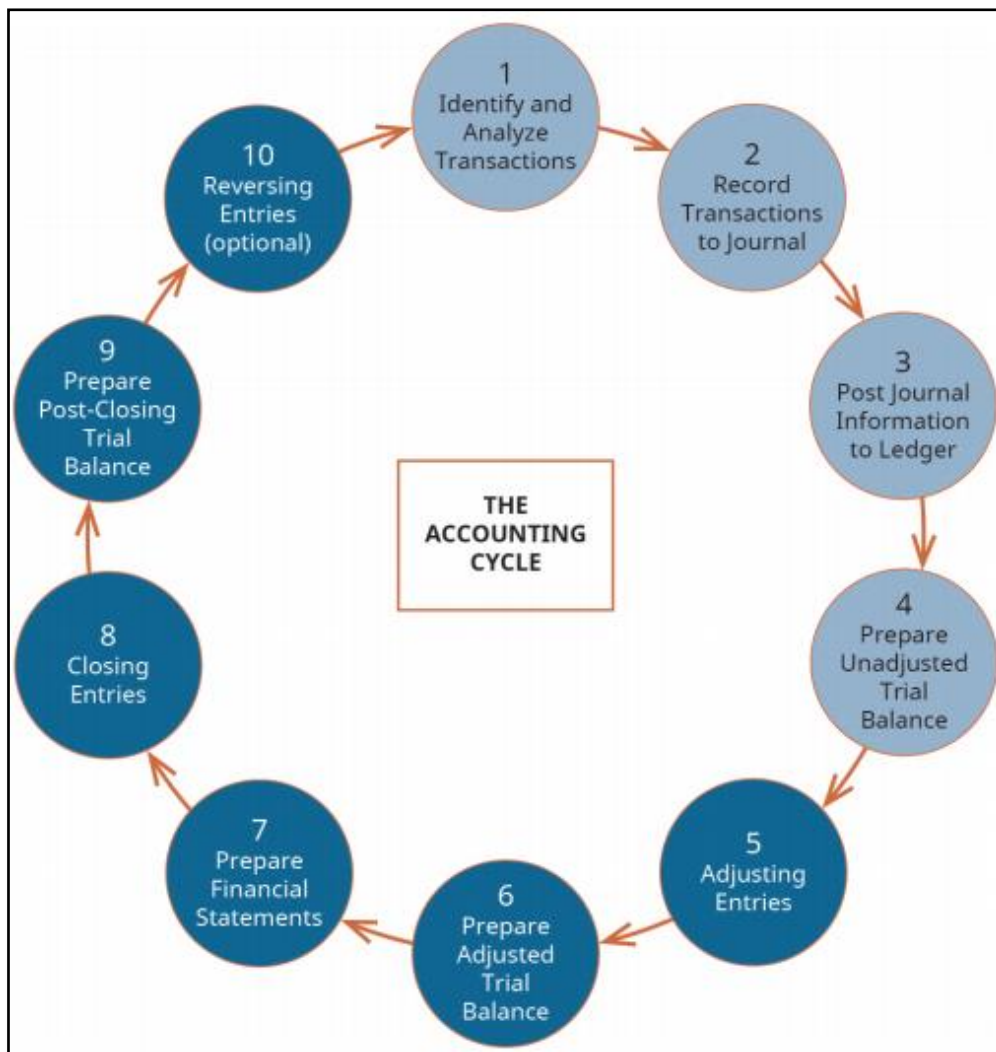 1
Identify and
Analyze
Transactions
2
Record
Transactions
to Journal
3
Post Journal
Information
to Ledger
4
Prepare
Unadjusted
Trial
Balance
5
Adjusting
Entries
6
Prepare
Adjusted
Trial
Balance
7
Prepare
Financial
Statements
8
Closing
Entries
9
Prepare
Post-Closing
Trial
Balance
10
Reversing
Entries
(optional)
THE
ACCOUNTING
CYCLE